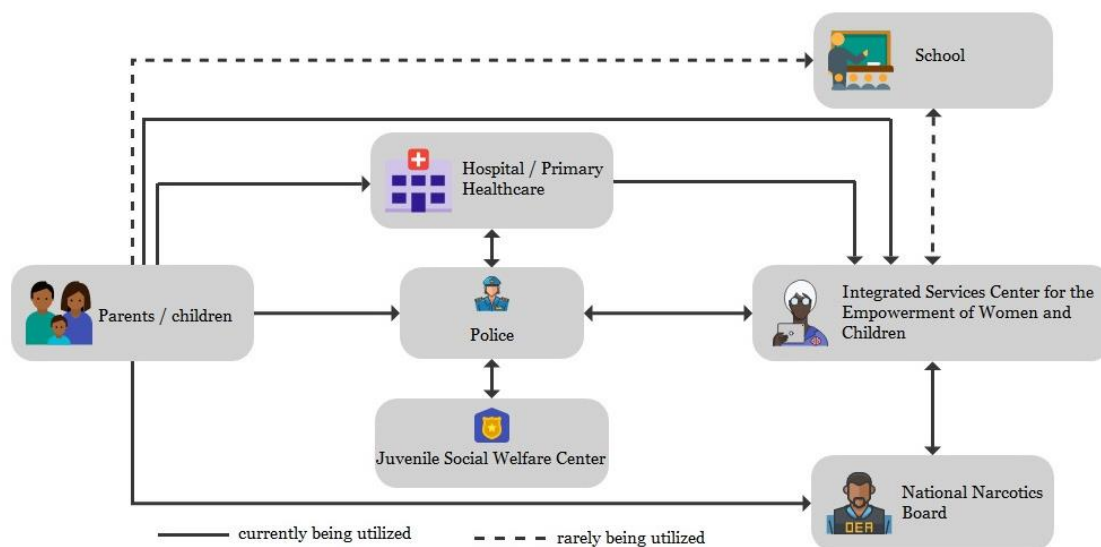 School
Hospital / Primary
Healthcare
Parents / children
Police
Integrated Services Center for the
Empowerment of Women and
Children
Juvenile Social Welfare Center
National Narcotics
Board
DEA
currently being utilized
rarely being utilized